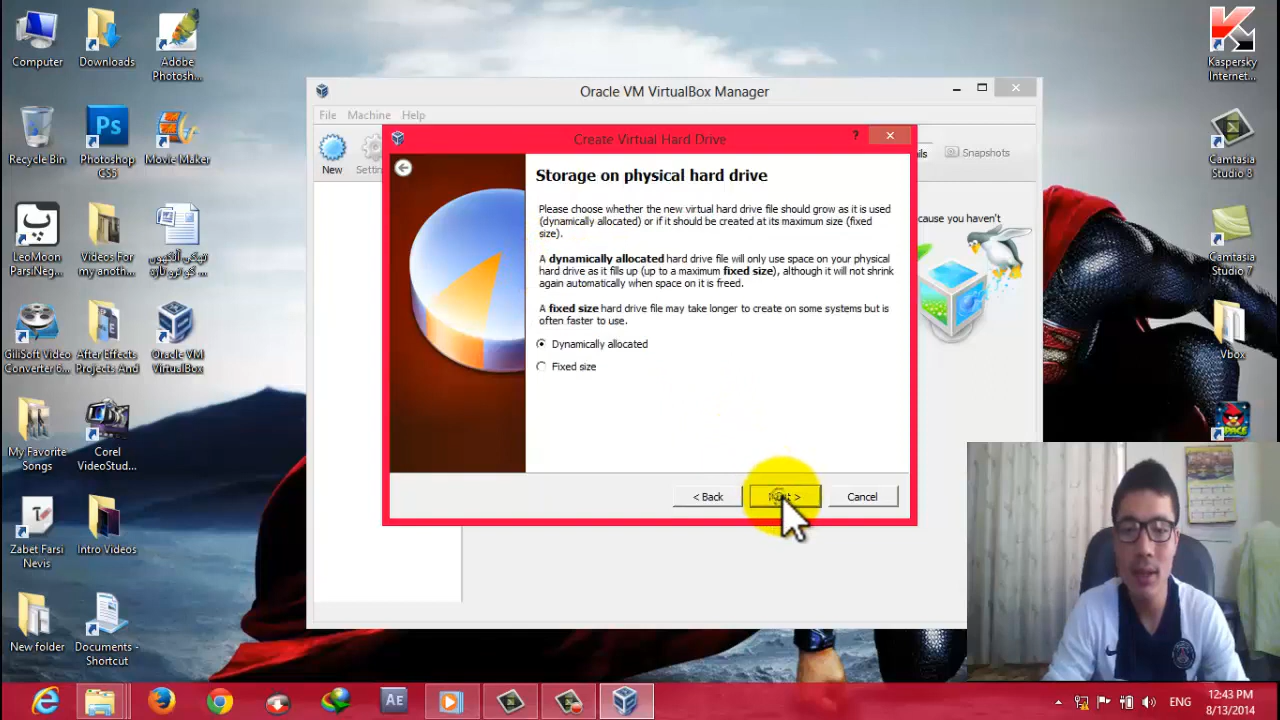 Computer
Downloads
Adobe
Photosh...
Kaspersky
Internet...
Oracle VM VirtualBox Manager
File Machine Help
Create Virtual Hard Drive
?
Recycle Bin
Ps
Photoshop
CS5
Movie Maker
New
Snapshots
Camtasia
Studio 8
Storage on physical hard drive
Please choose whether the new virtual hard drive file should grow as it is used
(dynamically allocated) or if it should be created at its maximum size (fixed
size).
cause you haven't
A dynamically allocated hard drive file will only use space on your physical
hard drive as it fills up (up to a maximum fixed size), although it will not shrink
again automatically when space on it is freed.
A fixed size hard drive file may take longer to create on some systems but is
often faster to use.
Dynamically allocated
Fixed size
LeoMoon
ParsiNeg...
Videos For
my anoth...
Camtasia
Studio 7
GiliSoft Video
Converter 6...
After Effects
Projects And
Oracle VM
VirtualBox
Vbox
My Favorite
Songs
Corel
VideoStud...
< Back
Cancel
Zabet Farsi
Nevis
Intro Videos
New folder
Documents -
Shortcut
AE
ENG
12:43 PM
8/13/2014